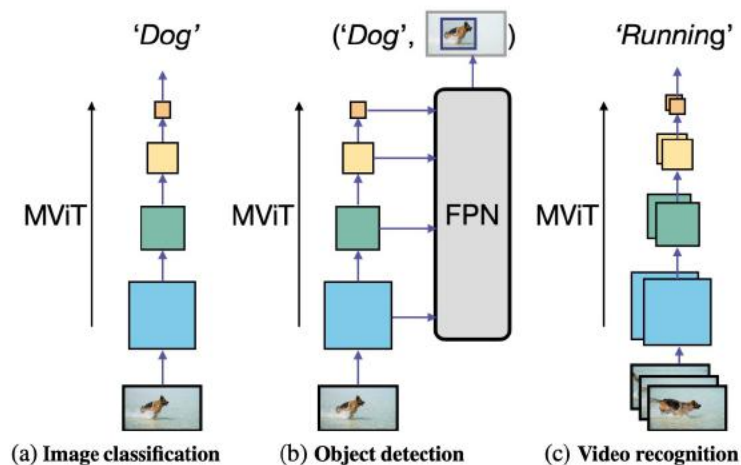 'Dog'
('Dog', )
'Running'
MViT
MViT
FPN
MViT
(a) Image classification
(b) Object detection
(c) Video recognition